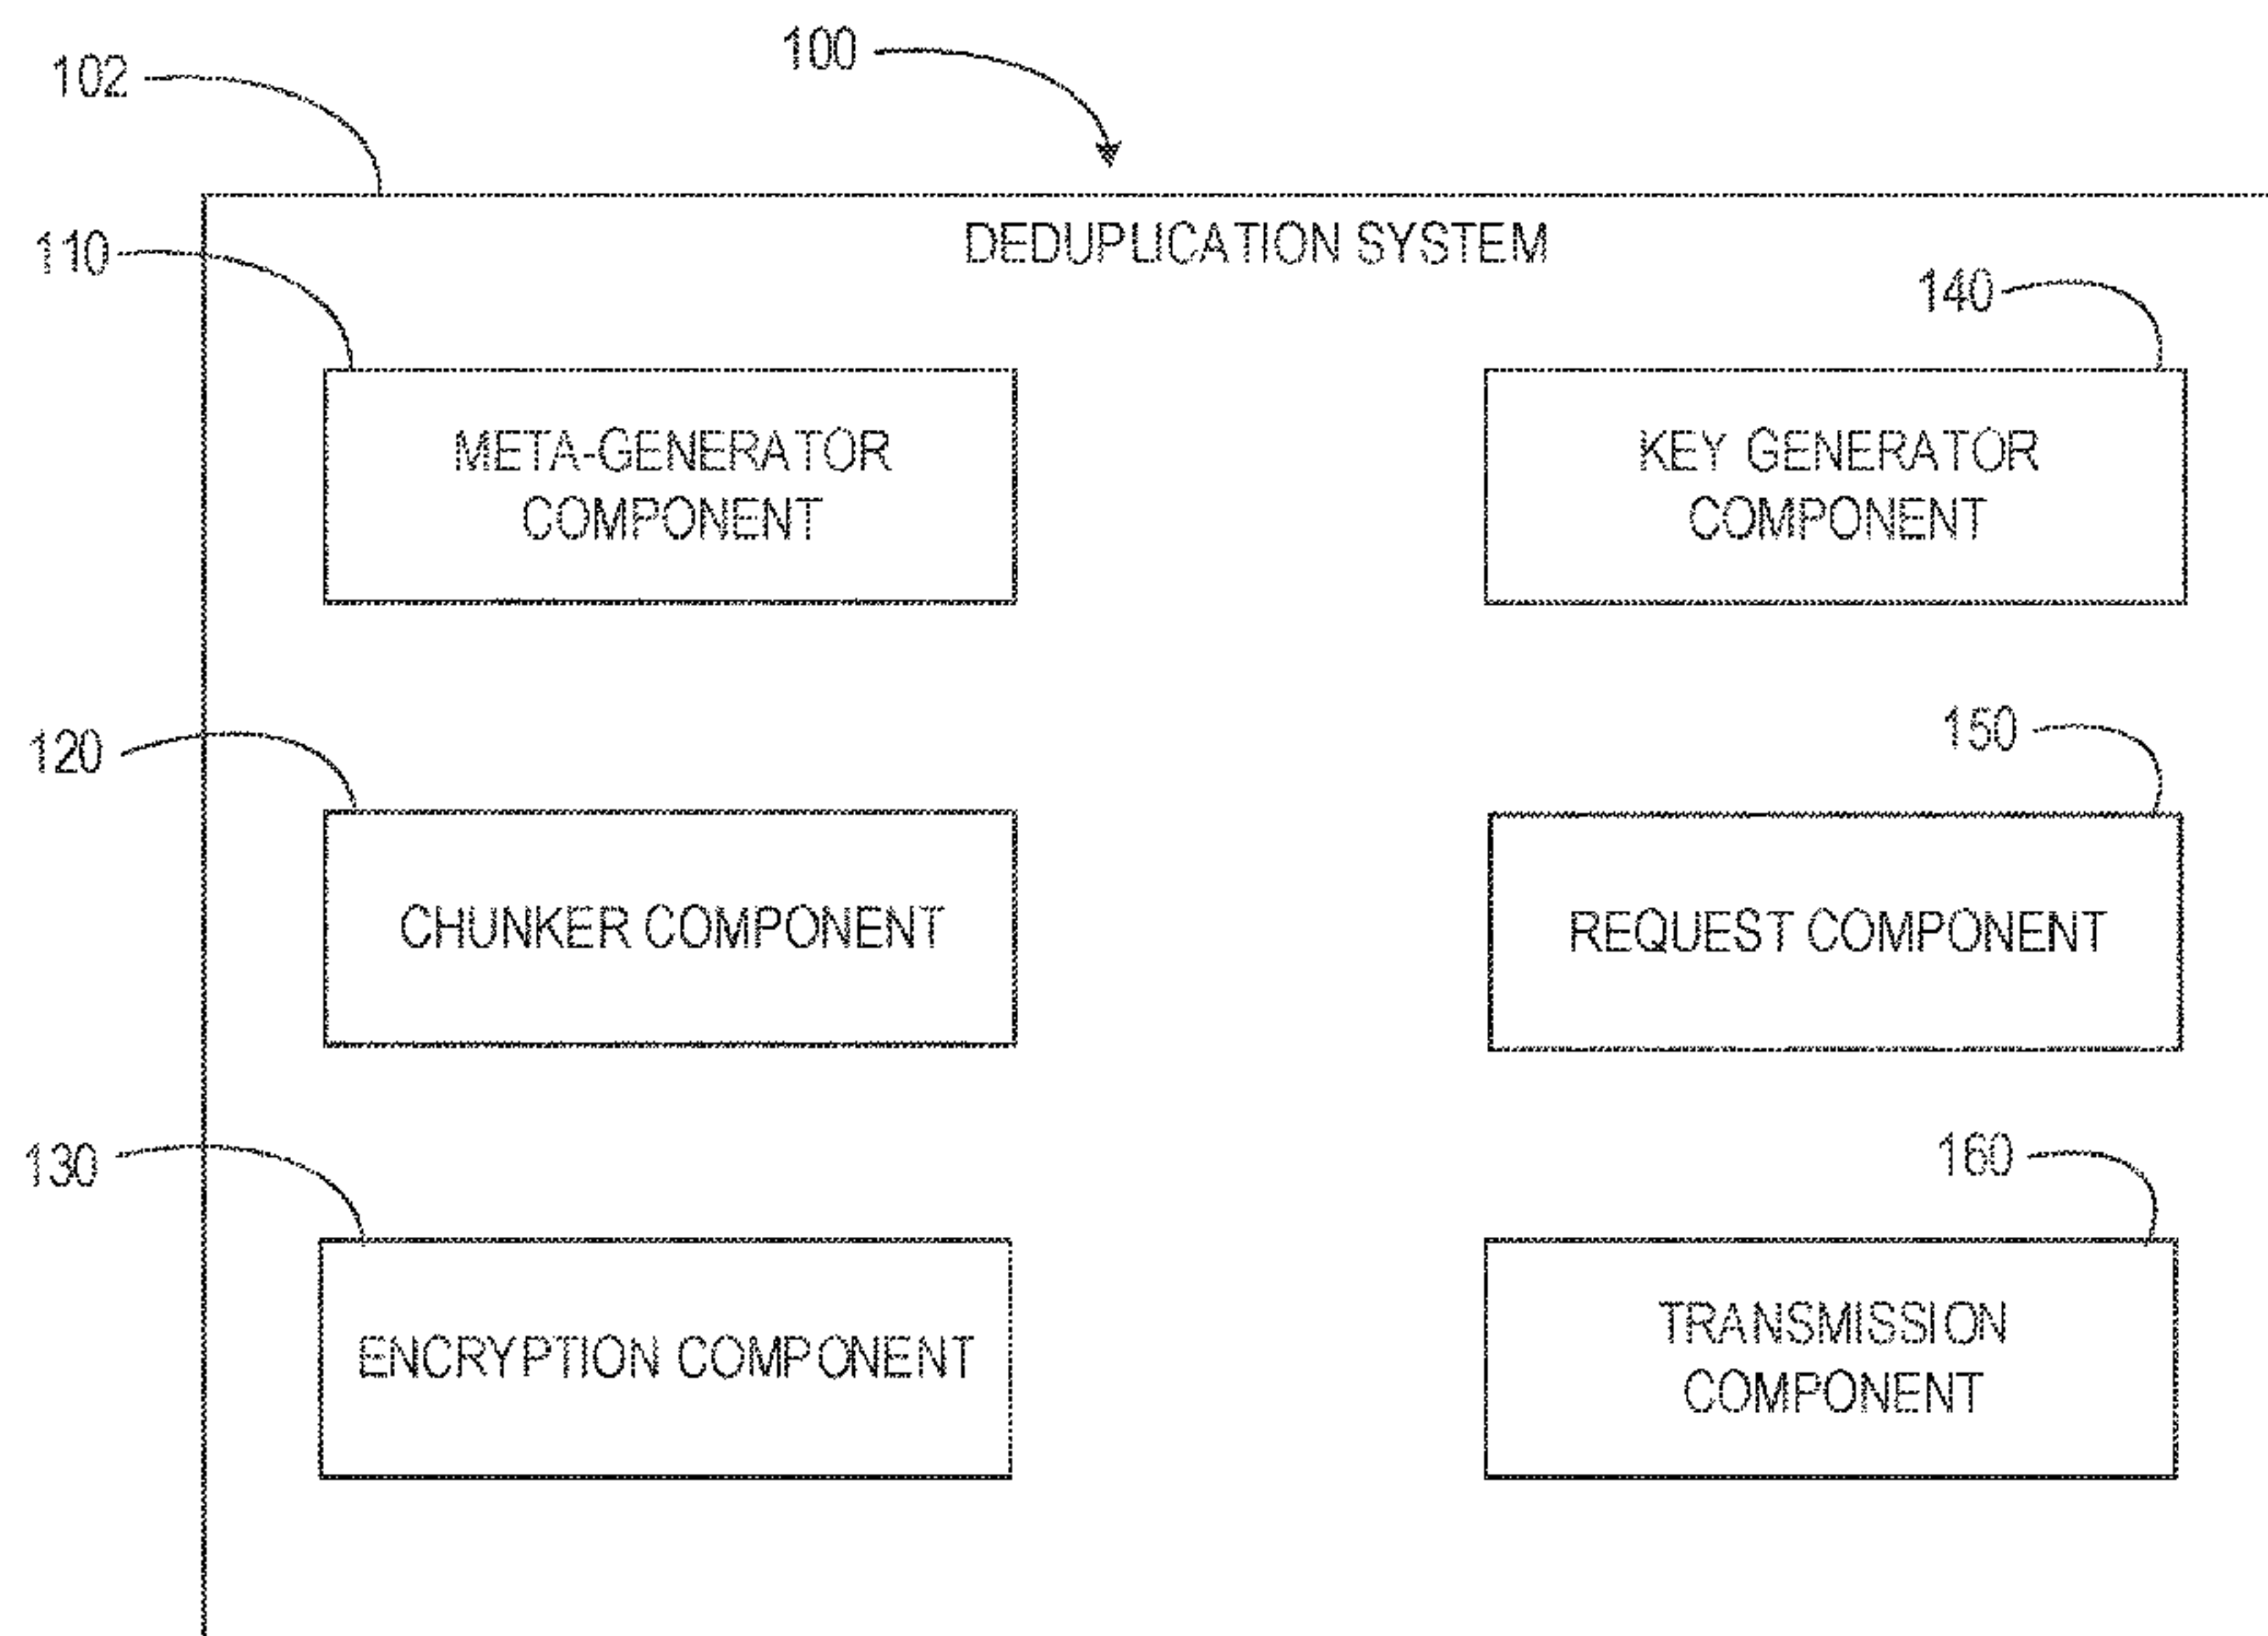 100
102
DEDUPLICATION SYSTEM
110
140
META-GENERATOR
COMPONENT
KEY GENERATOR
COMPONENT
120
150
CHUNKER COMPONENT
REQUEST COMPONENT
130
160
ENCRYPTION COMPONENT
TRANSMISSION
COMPONENT